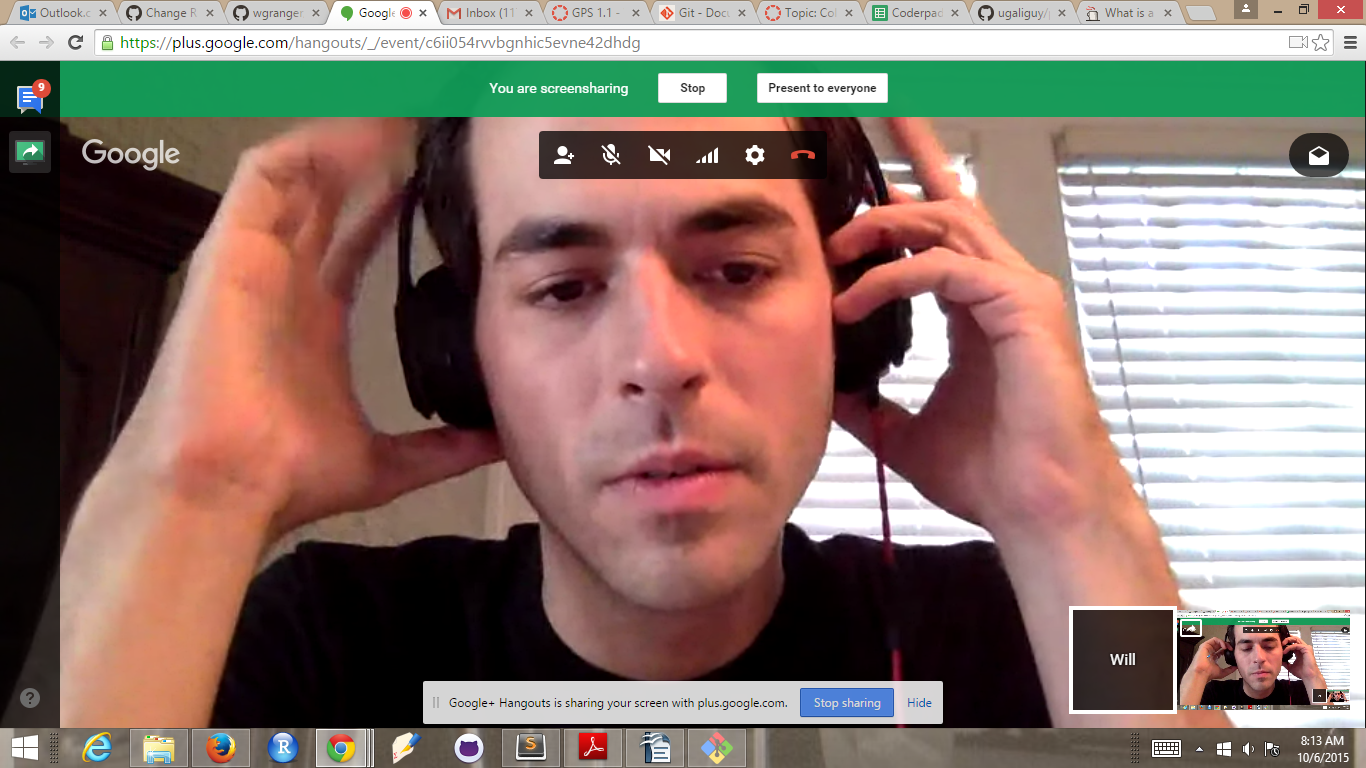 Outlook.c
Change R
wgranger
Google
Inbox (11
GPS 1.1 -
Git - Docu
Topic: Col
Coderpad
ugaliguy/p
What is a
https://plus.google.com/hangouts/_/event/c6ii054rvvbgnhic5evne42dhdg
9
You are screensharing
Stop
Present to everyone
Google
Will
?
Google+ Hangouts is sharing your screen with plus.google.com.
Stop sharing
Hide
R
S
8:13 AM
10/6/2015